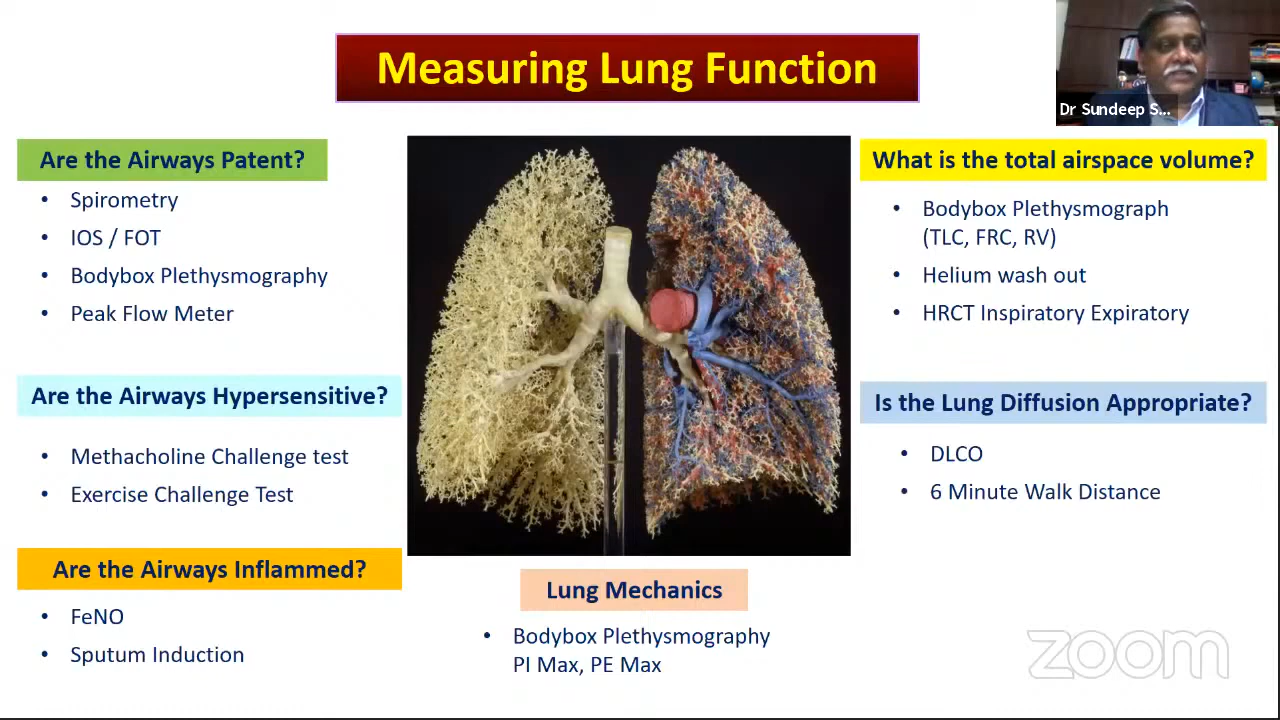 Measuring Lung Function
Dr Sundeep S...
Are the Airways Patent?
• Spirometry
• IOS / FOT
• Bodybox Plethysmography
• Peak Flow Meter
Are the Airways Hypersensitive?
• Methacholine Challenge test
• Exercise Challenge Test
Are the Airways Inflammed?
• FeNO
• Sputum Induction
Lung Mechanics
• Bodybox Plethysmography
PI Max, PE Max
What is the total airspace volume?
• Bodybox Plethysmograph
(TLC, FRC, RV)
• Helium wash out
• HRCT Inspiratory Expiratory
Is the Lung Diffusion Appropriate?
• DLCO
• 6 Minute Walk Distance
zoom